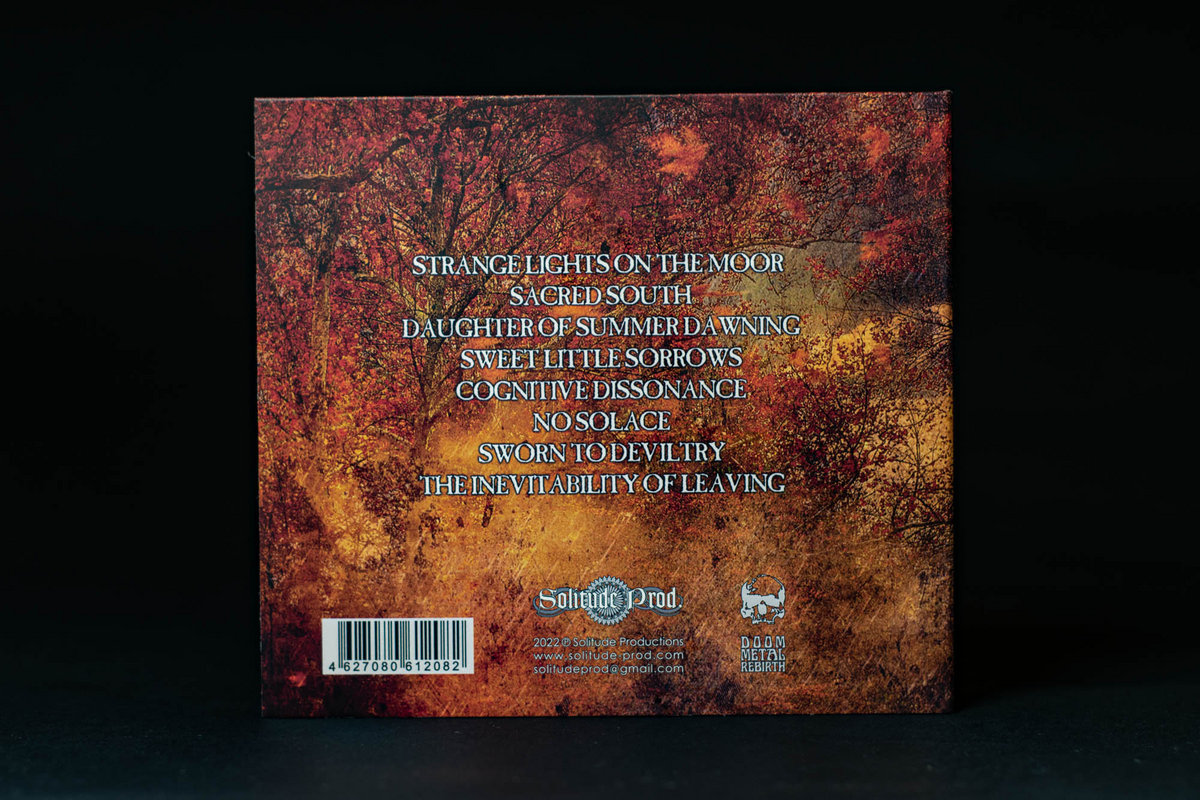 STRANGE LIGHTS ON THE MOOR
SACRED SOUTH
DAUGHTER OF SUMMER DAWNING
SWEET LITTLE SORROWS
COGNITIVE DISSONANCE
NO SOLACE
SWORN TO DEVILTRY
THE INEVITABILITY OF LEAVING
Solitude Prod.
2022 ℗ Solitude Productions
www.solitude-prod.com
solitudeprod@gmail.com
DOOM
METAL
REBIRTH
4 627080 612082